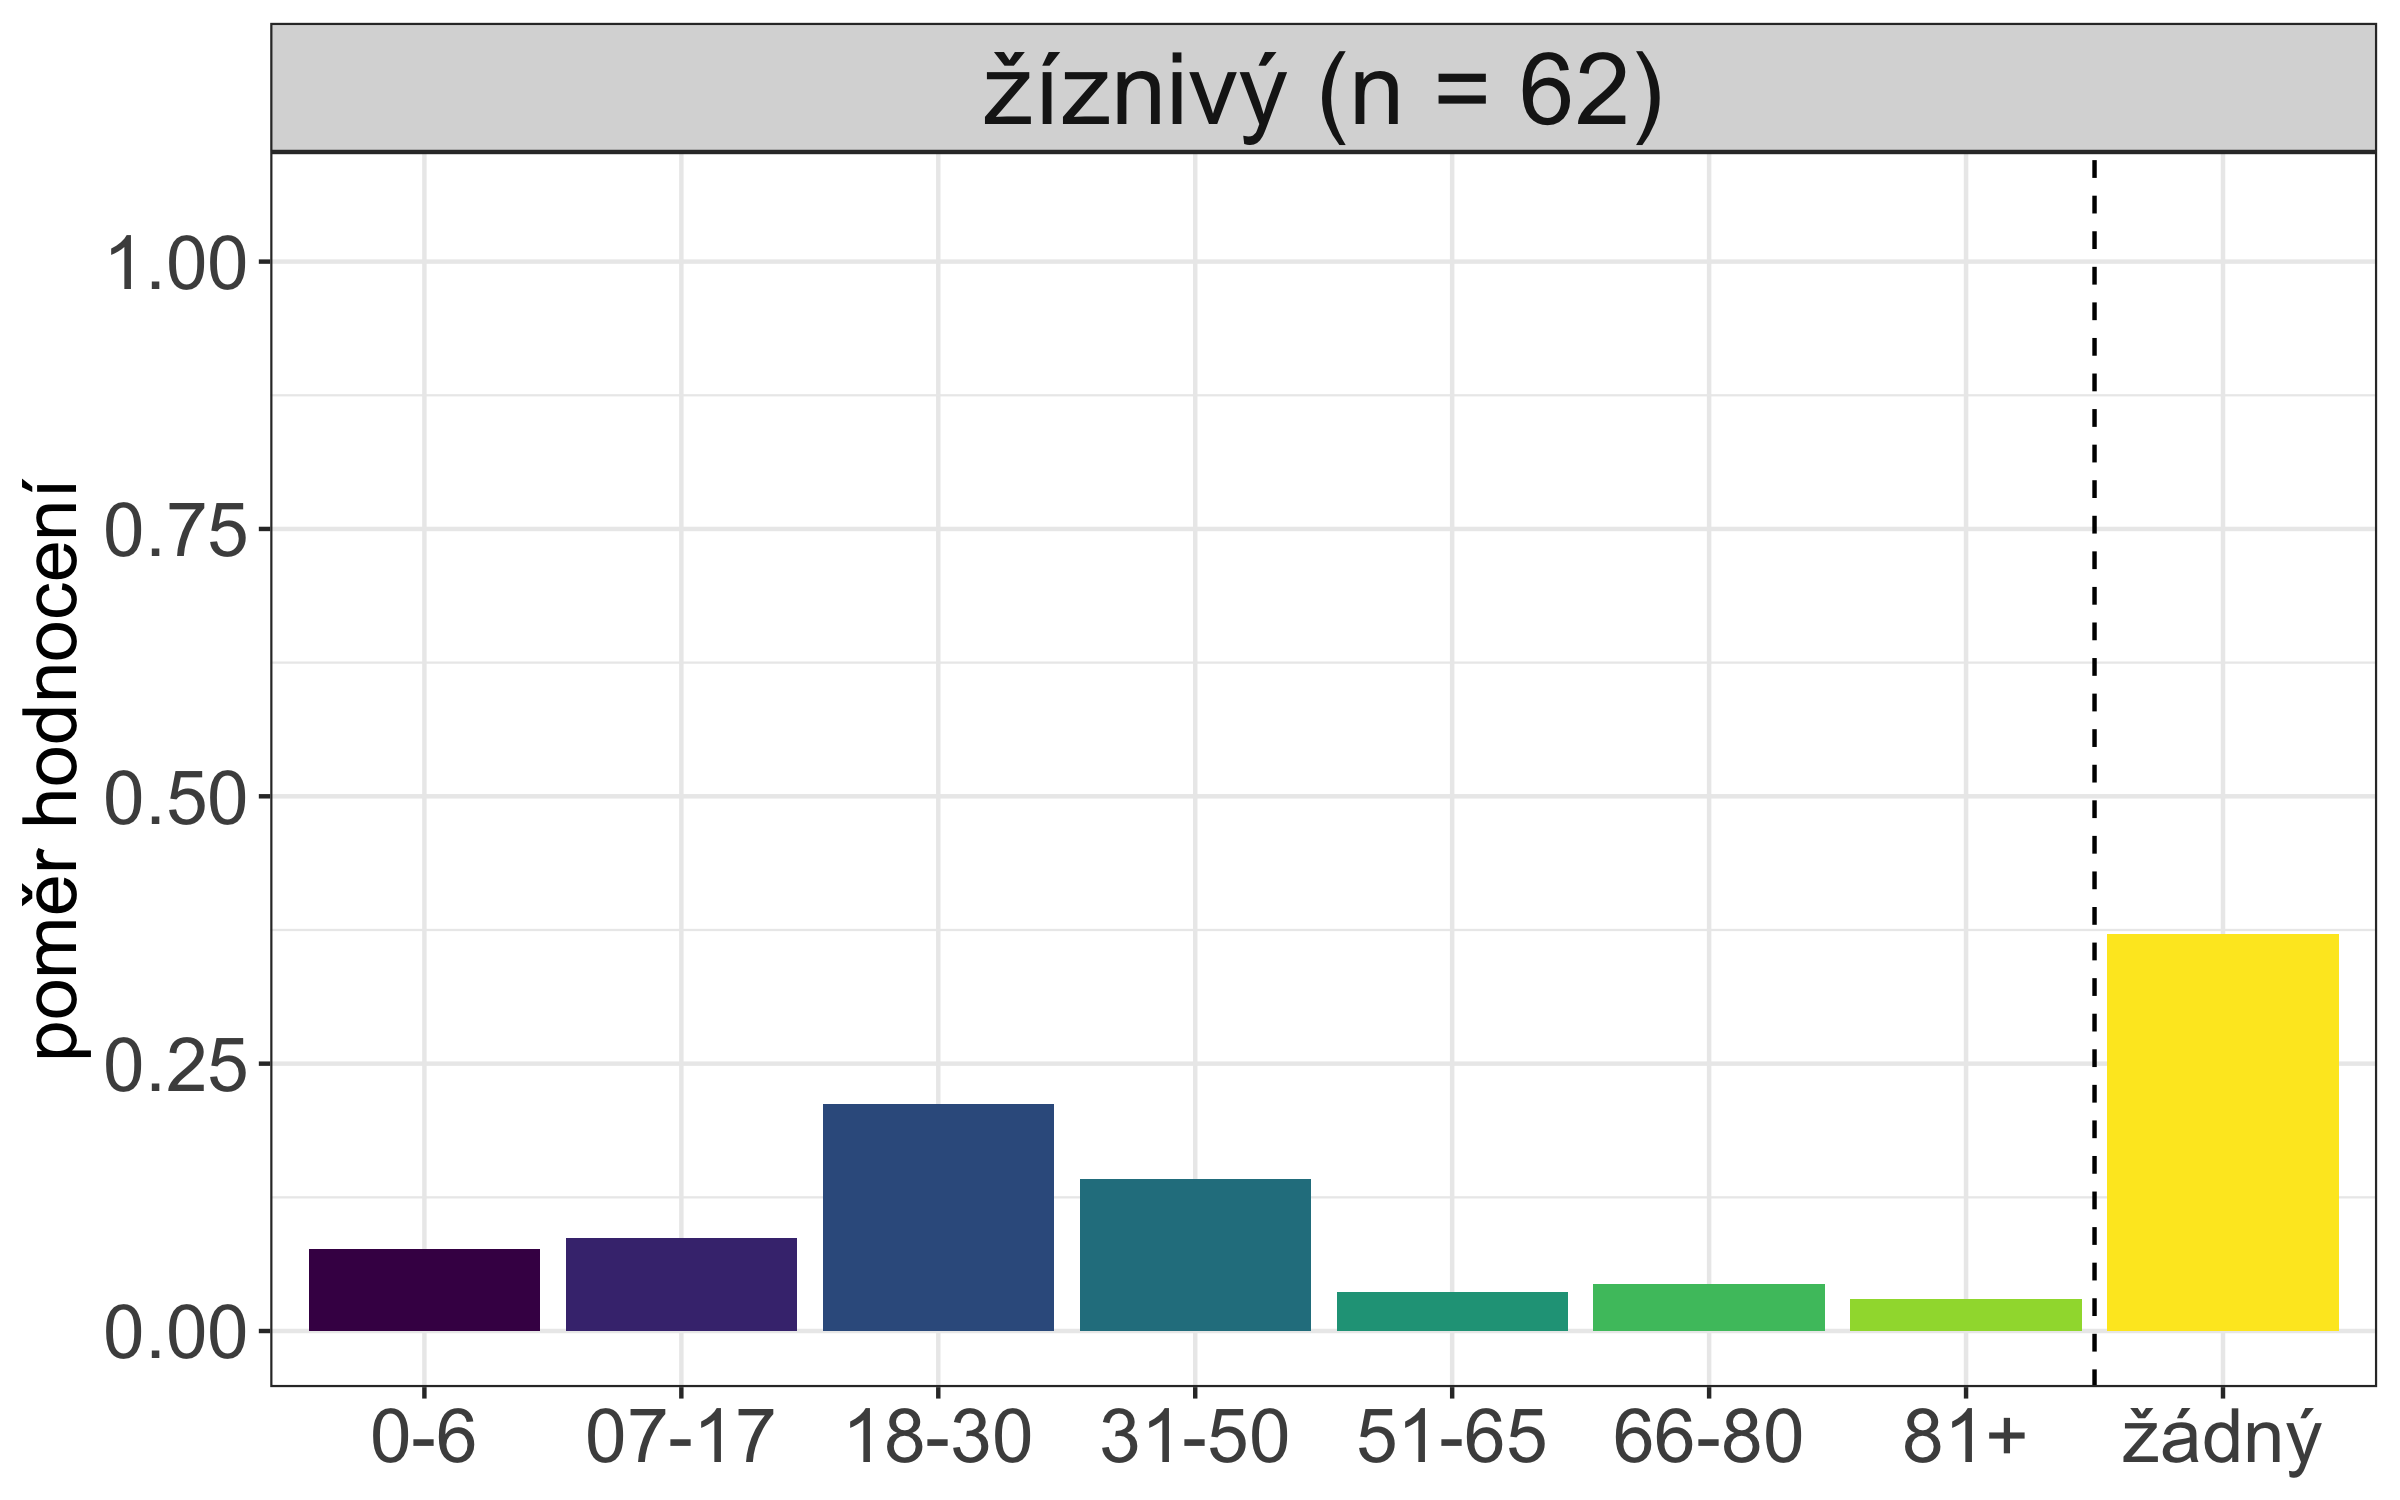 žíznivý (n = 62)
poměr hodnocení
1.00
0.75
0.50
0.25
0.00
0-6 07-17 18-30 31-50 51-65 66-80 81+ žádný